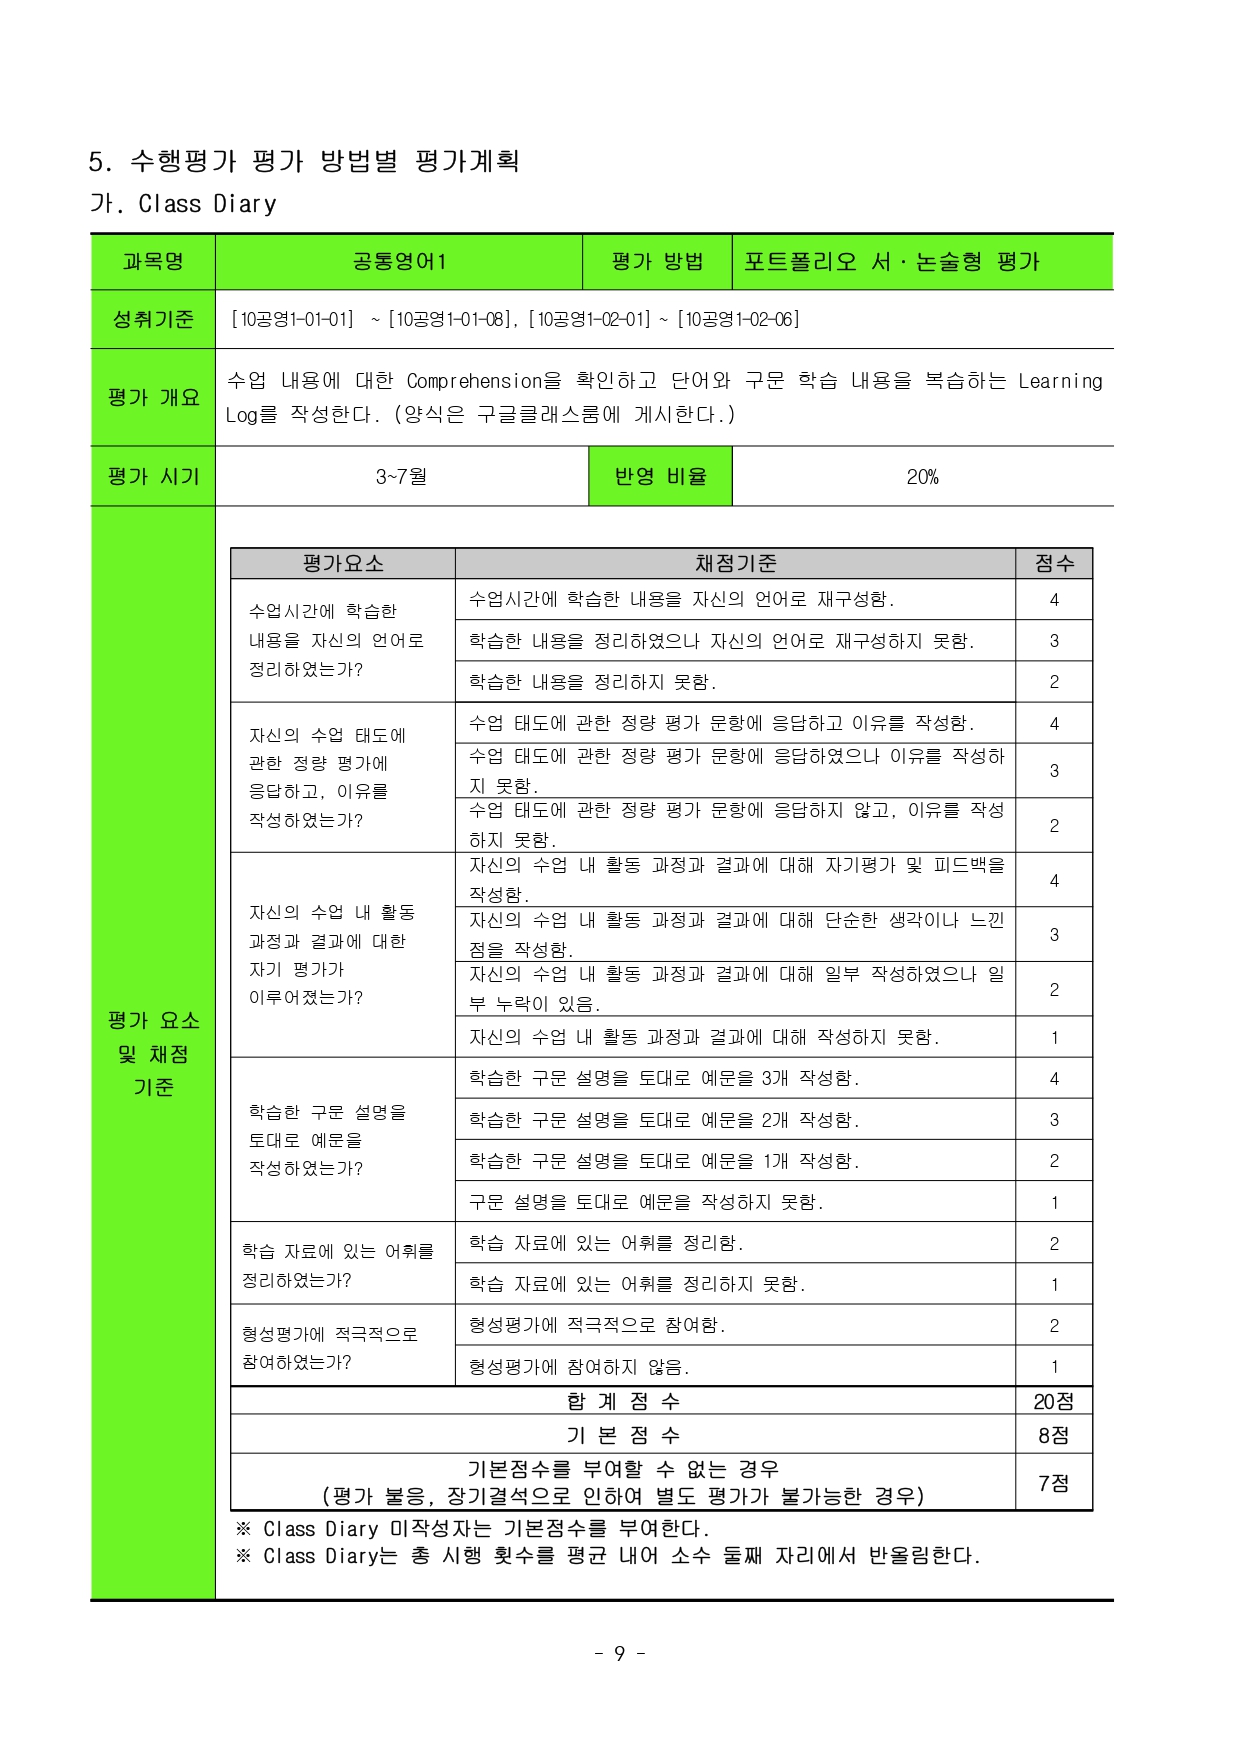 5. 수행평가 평가 방법별 평가계획
가. Class Diary
과목명 공통영어1 평가 방법 포트폴리오 서·논술형 평가
성취기준 [10공영1-01-01] ~ [10공영1-01-08], [10공영1-02-01] ~ [10공영1-02-06]
평가 개요
수업 내용에 대한 Comprehension을 확인하고 단어와 구문 학습 내용을 복습하는 Learning
Log를 작성한다. (양식은 구글클래스룸에 게시한다.)
평가 시기 3~7월 반영 비율 20%
평가 요소
및 채점
기준
평가요소 채점기준 점수
수업시간에 학습한
내용을 자신의 언어로
정리하였는가?
수업시간에 학습한 내용을 자신의 언어로 재구성함. 4
학습한 내용을 정리하였으나 자신의 언어로 재구성하지 못함. 3
학습한 내용을 정리하지 못함. 2
자신의 수업 태도에
관한 정량 평가에
응답하고, 이유를
작성하였는가?
수업 태도에 관한 정량 평가 문항에 응답하고 이유를 작성함. 4
수업 태도에 관한 정량 평가 문항에 응답하였으나 이유를 작성하
지 못함. 3
수업 태도에 관한 정량 평가 문항에 응답하지 않고, 이유를 작성
하지 못함. 2
자신의 수업 내 활동
과정과 결과에 대한
자기 평가가
이루어졌는가?
자신의 수업 내 활동 과정과 결과에 대해 자기평가 및 피드백을
작성함. 4
자신의 수업 내 활동 과정과 결과에 대해 단순한 생각이나 느낀
점을 작성함. 3
자신의 수업 내 활동 과정과 결과에 대해 일부 작성하였으나 일
부 누락이 있음. 2
자신의 수업 내 활동 과정과 결과에 대해 작성하지 못함. 1
학습한 구문 설명을
토대로 예문을
작성하였는가?
학습한 구문 설명을 토대로 예문을 3개 작성함. 4
학습한 구문 설명을 토대로 예문을 2개 작성함. 3
학습한 구문 설명을 토대로 예문을 1개 작성함. 2
구문 설명을 토대로 예문을 작성하지 못함. 1
학습 자료에 있는 어휘를
정리하였는가?
학습 자료에 있는 어휘를 정리함. 2
학습 자료에 있는 어휘를 정리하지 못함. 1
형성평가에 적극적으로
참여하였는가?
형성평가에 적극적으로 참여함. 2
형성평가에 참여하지 않음. 1
합 계 점 수 20점
기 본 점 수 8점
기본점수를 부여할 수 없는 경우
(평가 불응, 장기결석으로 인하여 별도 평가가 불가능한 경우) 7점
※ Class Diary 미작성자는 기본점수를 부여한다.
※ Class Diary는 총 시행 횟수를 평균 내어 소수 둘째 자리에서 반올림한다.
- 9 -